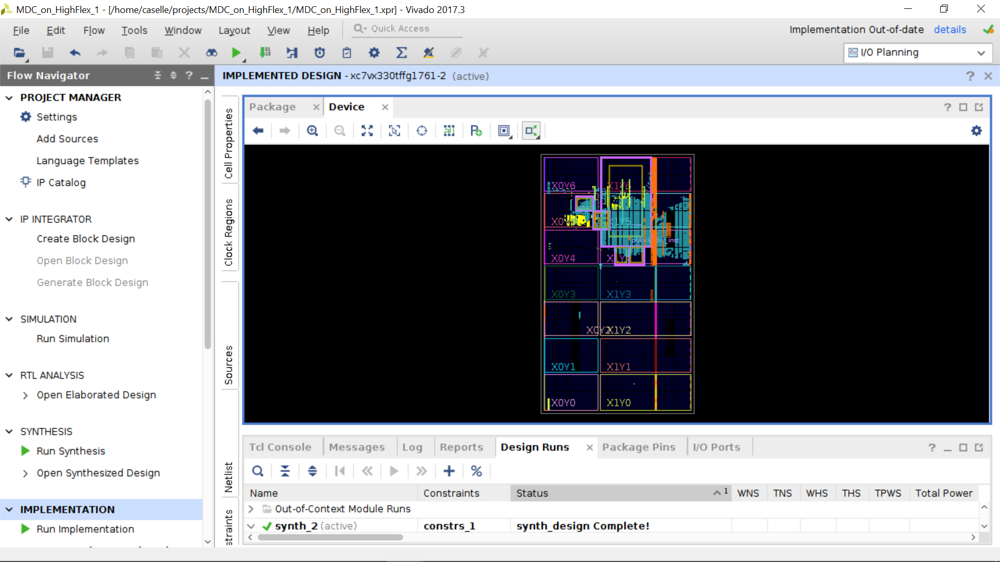 MDC_on_HighFlex_1 - [/home/caselle/projects/MDC_on_HighFlex_1/MDC_on_HighFlex_1.xpr] - Vivado 2017.3
File Edit Flow Tools Window Layout View Help Quick Access
Implementation Out-of-date details
I/O Planning
Flow Navigator
PROJECT MANAGER
Settings
Add Sources
Language Templates
IP Catalog
IP INTEGRATOR
Create Block Design
Open Block Design
Generate Block Design
SIMULATION
Run Simulation
RTL ANALYSIS
Open Elaborated Design
SYNTHESIS
Run Synthesis
Open Synthesized Design
IMPLEMENTATION
Run Implementation
IMPLEMENTED DESIGN - xc7vx330tffg1761-2 (active)
Cell Properties
Clock Regions
Sources
Netlist
straints
Package Device
X0Y6 X1Y6
X1Y5
X0Y4
X0Y3 X1Y3
X0Y2 X1Y2
X0Y1 X1Y1
X0Y0 X1Y0
Tcl Console Messages Log Reports Design Runs Package Pins I/O Ports
Name Constraints Status 1 WNS TNS WHS THS TPWS Total Power
Out-of-Context Module Runs
synth_2 (active) constrs_1 synth_design Complete!